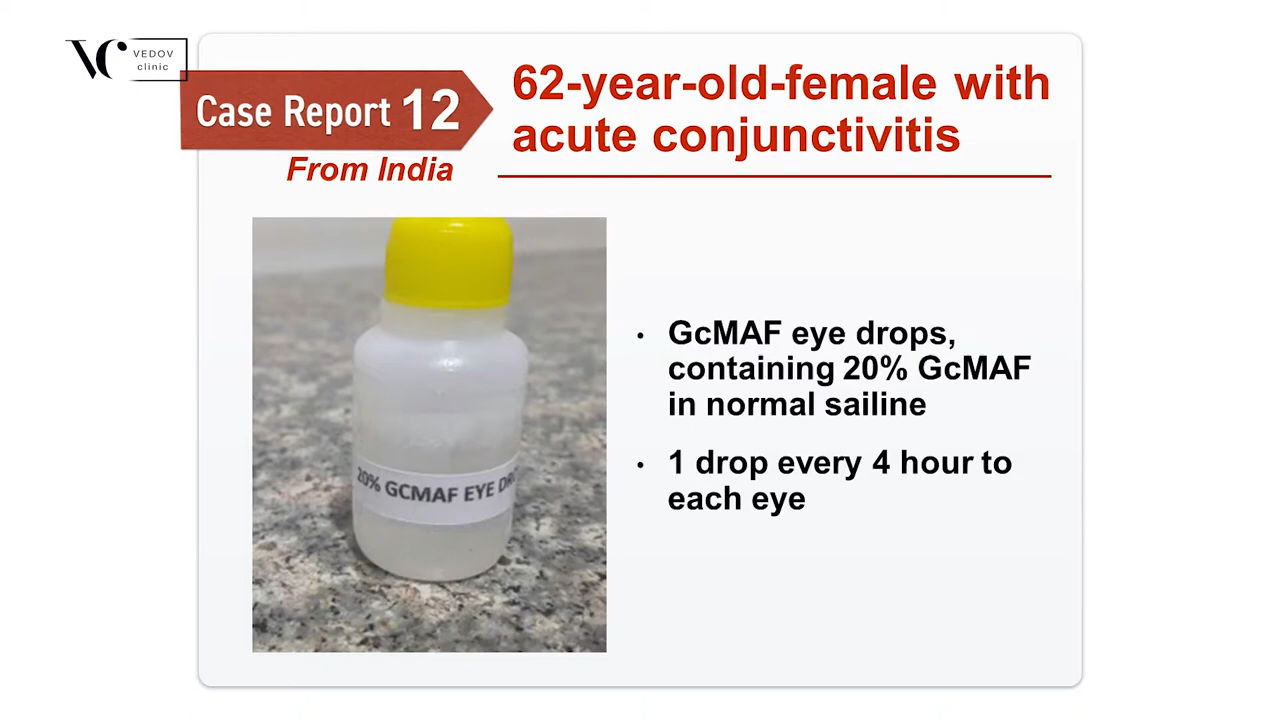 VC VEDOV
clinic
Case Report 12
From India
62-year-old-female with
acute conjunctivitis
20% GCMAF EYE
• GcMAF eye drops,
containing 20% GcMAF
in normal sailine
• 1 drop every 4 hour to
each eye